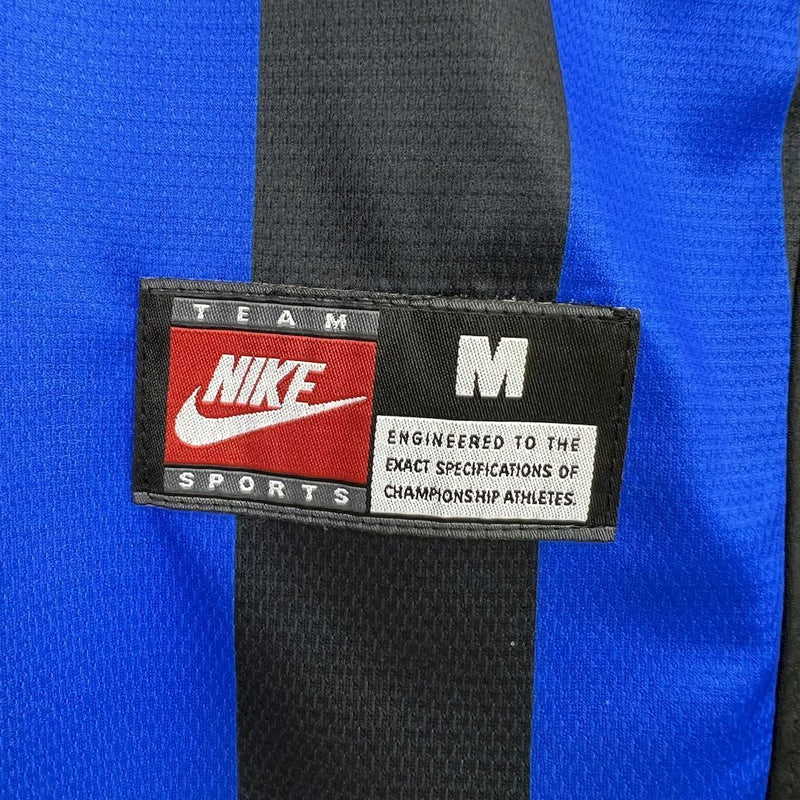 TEAM
NIKE
SPORTS
M
ENGINEERED TO THE
EXACT SPECIFICATIONS OF
CHAMPIONSHIP ATHLETES.